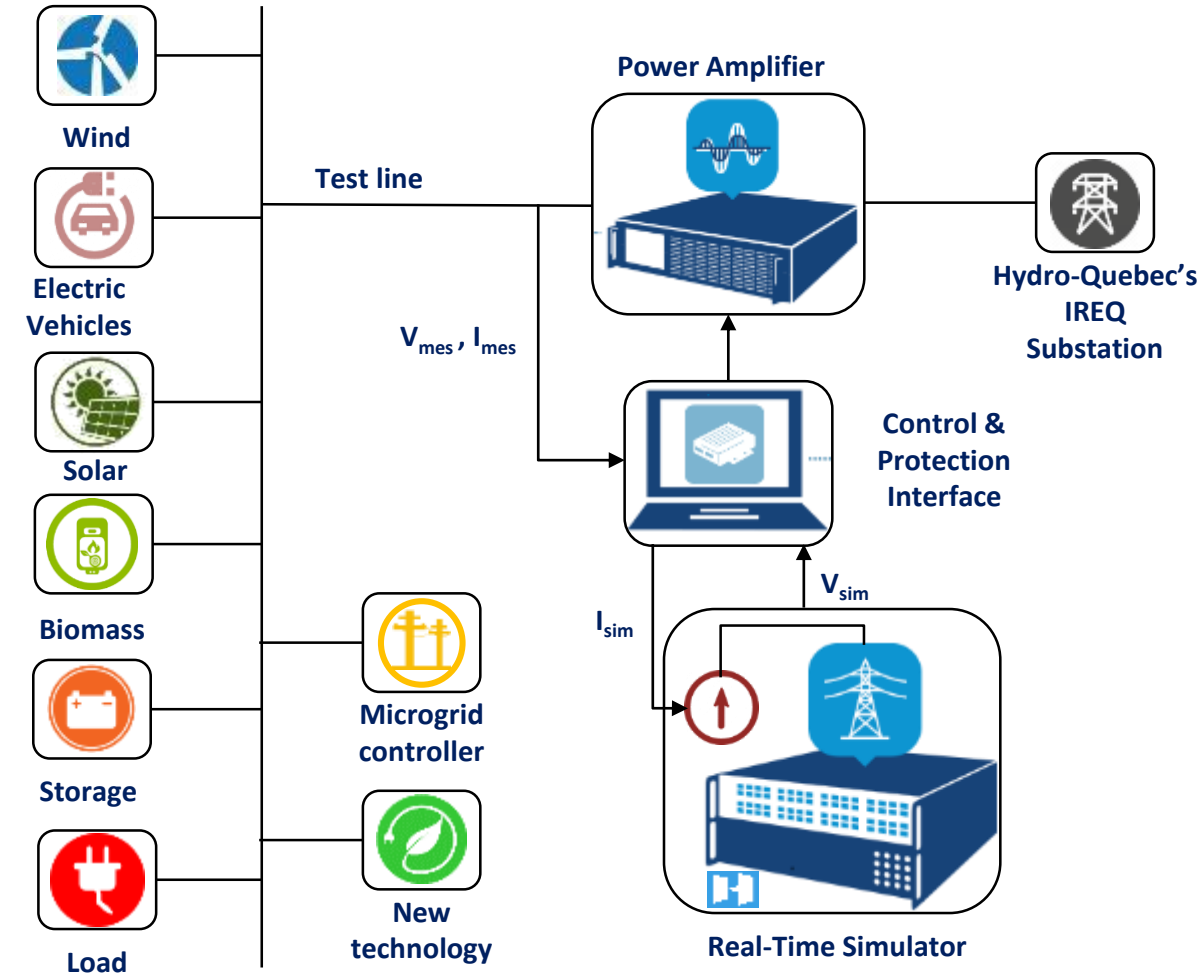 Wind
Electric
Vehicles
Solar
Biomass
Storage
Load
Test line
Power Amplifier
Hydro-Quebec's
IREQ
Substation
Vmes , Imes
Control &
Protection
Interface
Vsim
Isim
Microgrid
controller
New
technology
Real-Time Simulator